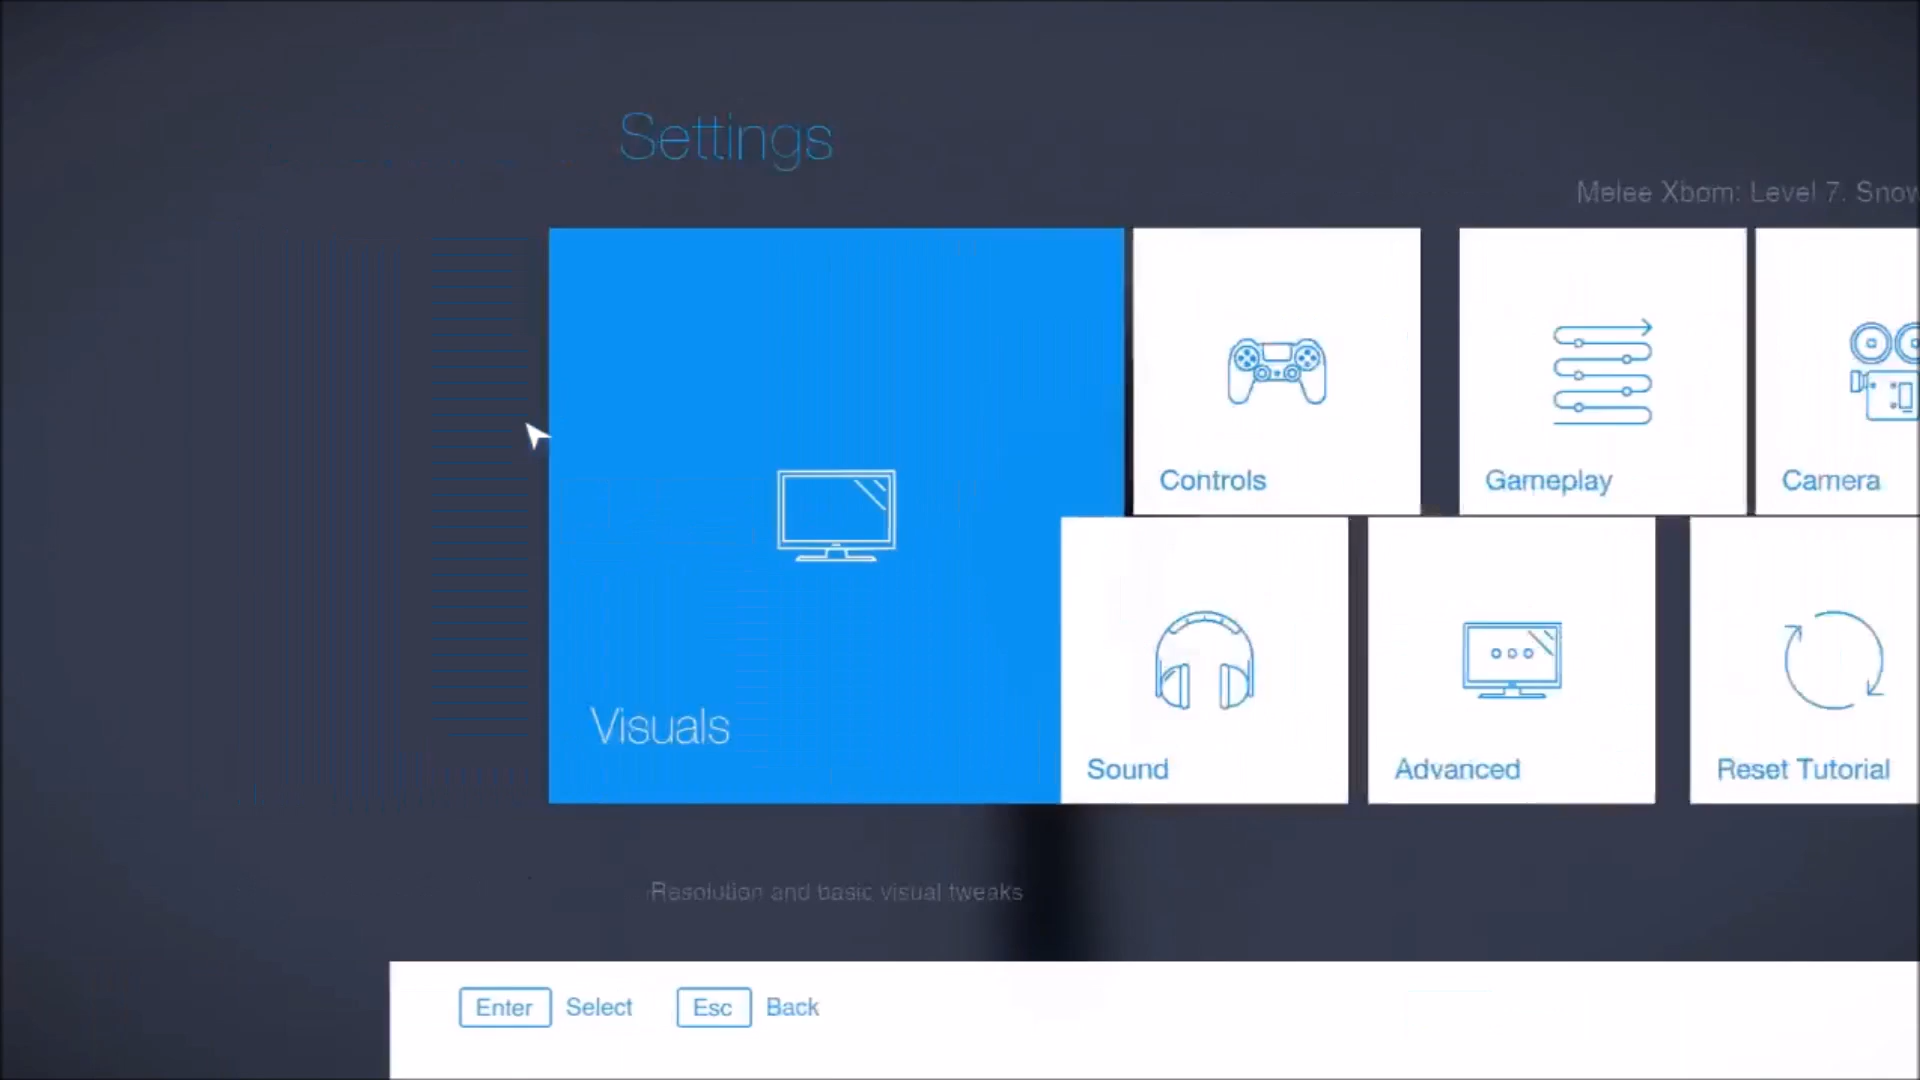 Settings
Melee Xbom: Level 7. Snow
Controls
Gameplay
Camera
Visuals
Sound
Advanced
Reset Tutorial
Resolution and basic visual tweaks
Enter Select Esc Back